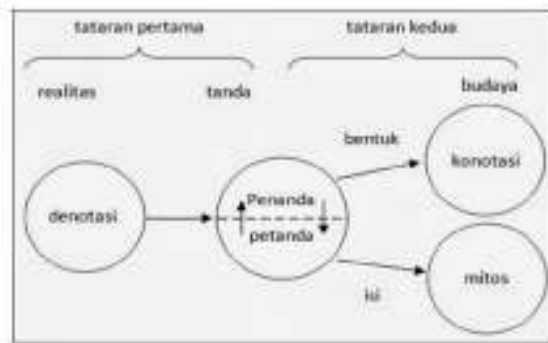 tataran pertama tataran kedua
realitas tanda budaya
bentuk
konotasi
denotasi
Penanda
petanda
mitos
isi